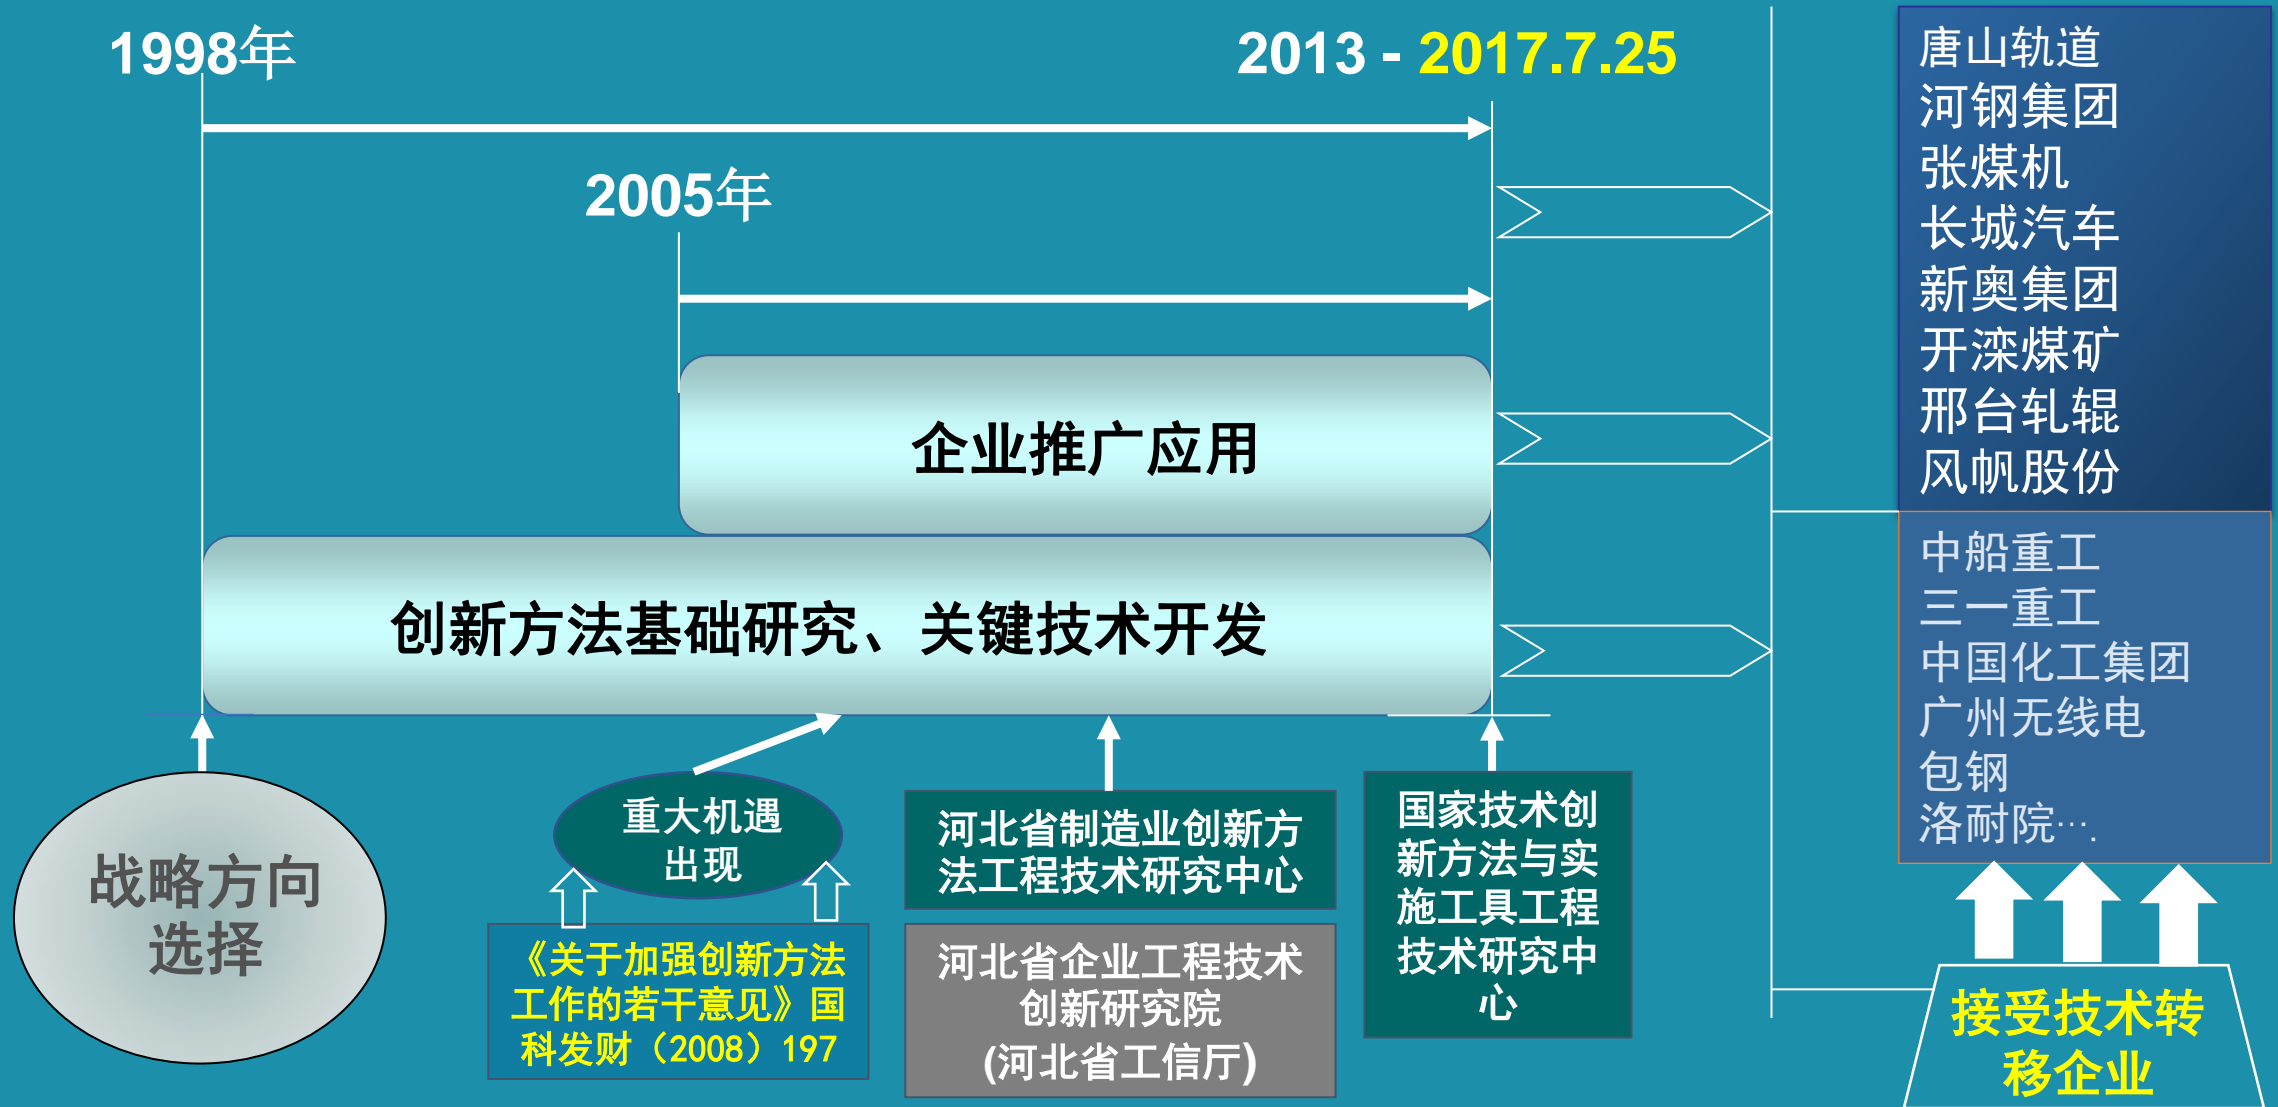 1998年
2013 - 2017.7.25
2005年
企业推广应用
创新方法基础研究、关键技术开发
战略方向
选择
重大机遇
出现
《关于加强创新方法
工作的若干意见》国
科发财（2008）197
河北省制造业创新方
法工程技术研究中心
河北省企业工程技术
创新研究院
(河北省工信厅)
国家技术创
新方法与实
施工具工程
技术研究中
心
唐山轨道
河钢集团
张煤机
长城汽车
新奥集团
开滦煤矿
邢台轧辊
风帆股份
中船重工
三一重工
中国化工集团
广州无线电
包钢
洛耐院….
接受技术转
移企业